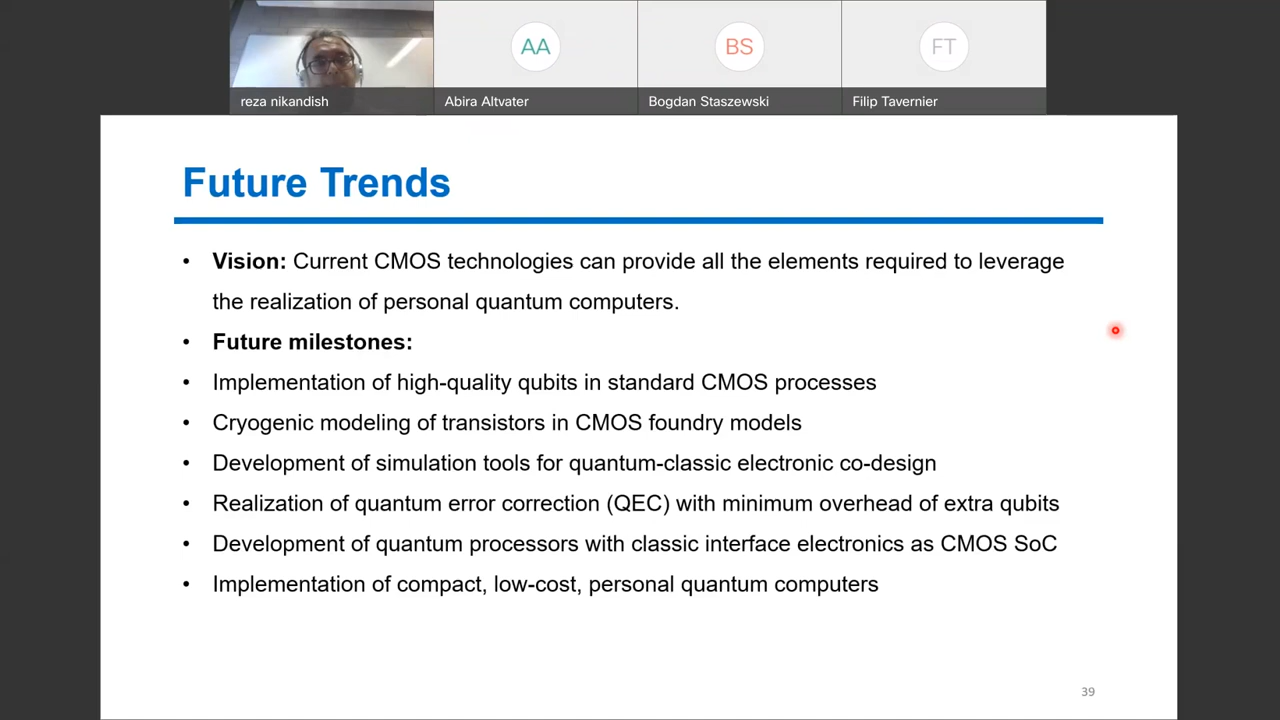 AA
BS
FT
reza nikandish
Abira Altvater
Bogdan Staszewski
Filip Tavernier
Future Trends
• Vision: Current CMOS technologies can provide all the elements required to leverage
the realization of personal quantum computers.
• Future milestones:
• Implementation of high-quality qubits in standard CMOS processes
• Cryogenic modeling of transistors in CMOS foundry models
• Development of simulation tools for quantum-classic electronic co-design
• Realization of quantum error correction (QEC) with minimum overhead of extra qubits
• Development of quantum processors with classic interface electronics as CMOS SoC
• Implementation of compact, low-cost, personal quantum computers
39